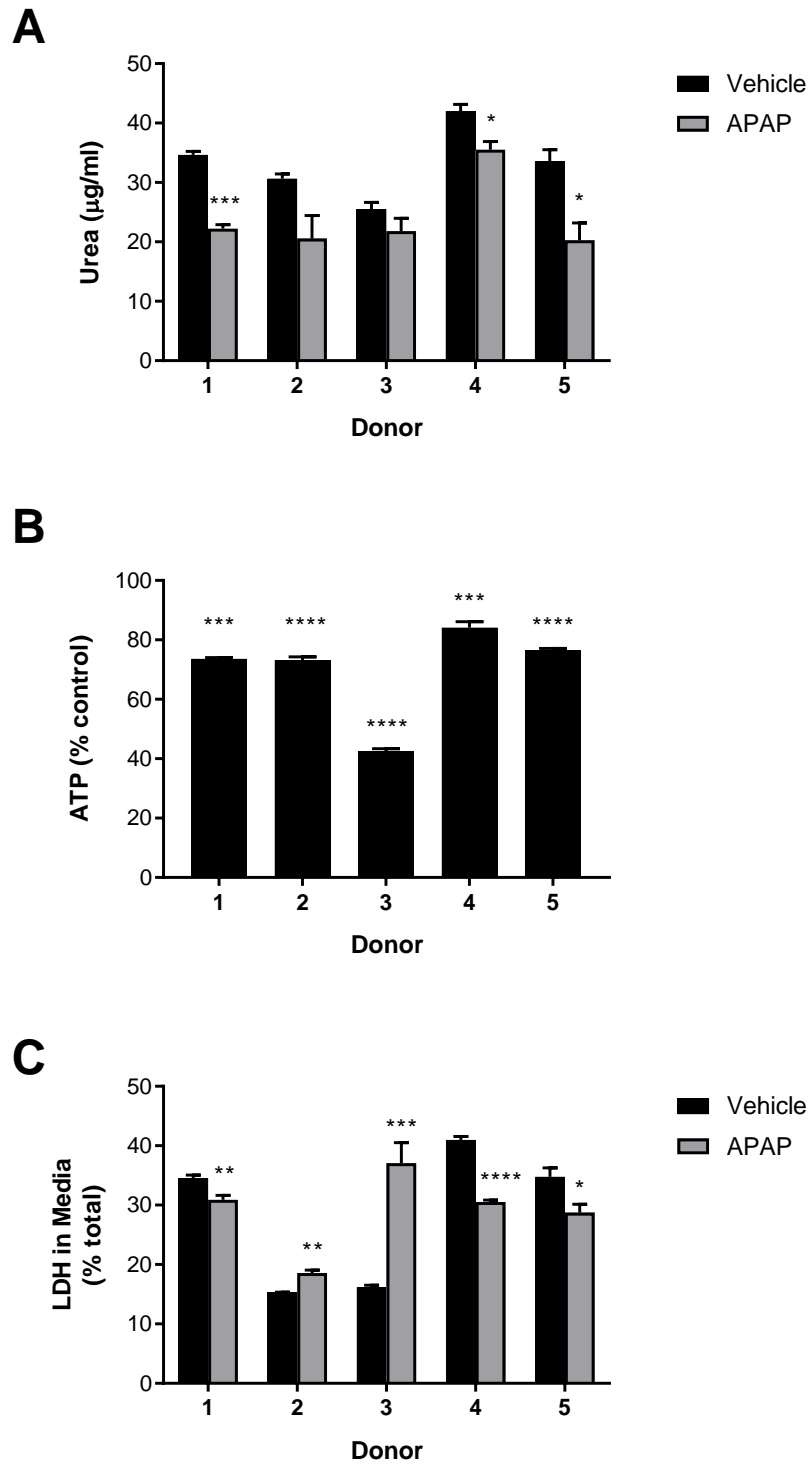 A
50
40
30
20
10
0
Urea (μg/ml)
***
*
*
1 2 3 4 5
Donor
Vehicle
APAP
B
100
80
60
40
20
0
ATP (% control)
*** **** **** *** ****
1 2 3 4 5
Donor
C
50
40
30
20
10
0
LDH in Media
(% total)
** ** *** **** *
1 2 3 4 5
Donor
Vehicle
APAP